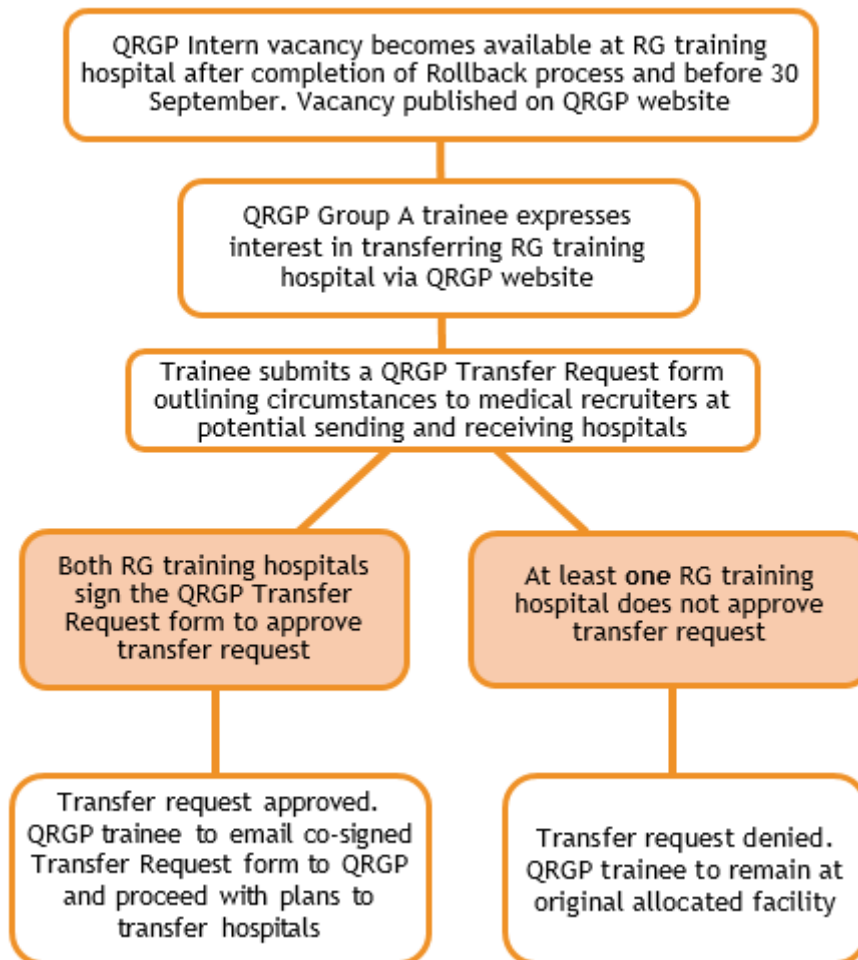 QRGP Intern vacancy becomes available at RG training
hospital after completion of Rollback process and before 30
September. Vacancy published on QRGP website
QRGP Group A trainee expresses
interest in transferring RG training
hospital via QRGP website
Trainee submits a QRGP Transfer Request form
outlining circumstances to medical recruiters at
potential sending and receiving hospitals
Both RG training hospitals
sign the QRGP Transfer
Request form to approve
transfer request
At least one RG training
hospital does not approve
transfer request
Transfer request approved.
QRGP trainee to email co-signed
Transfer Request form to QRGP
and proceed with plans to
transfer hospitals
Transfer request denied.
QRGP trainee to remain at
original allocated facility